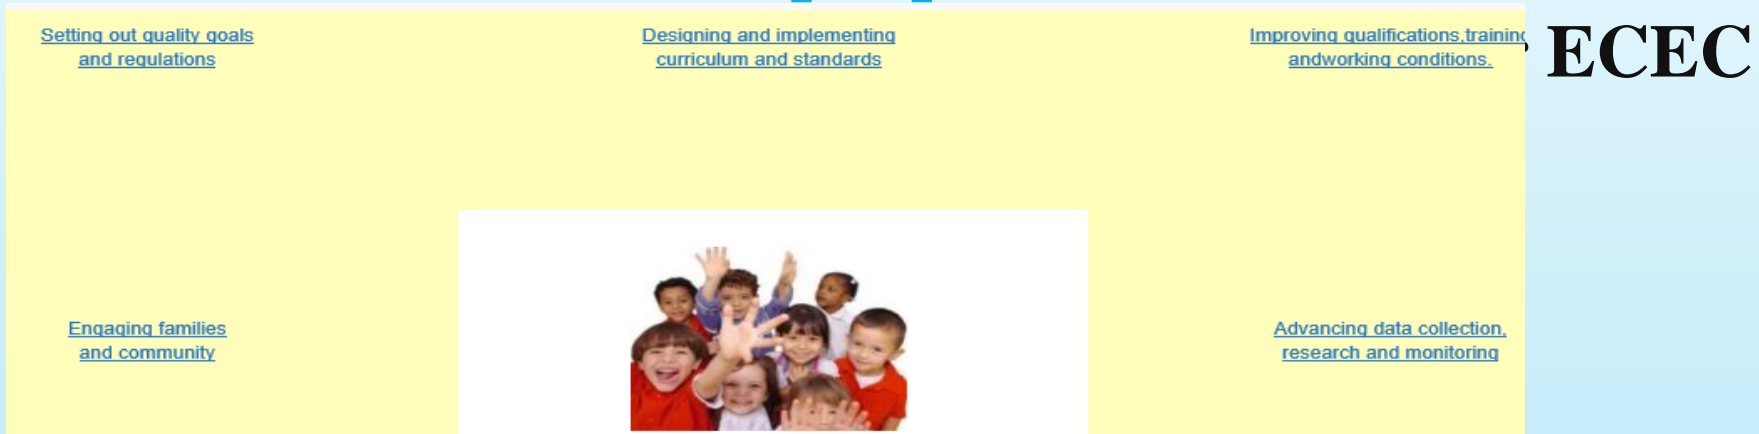 Setting out quality goals
and regulations
Designing and implementing
curriculum and standards
Improving qualifications,training
andworking conditions.
ECEC
Engaging families
and community
Advancing data collection,
research and monitoring